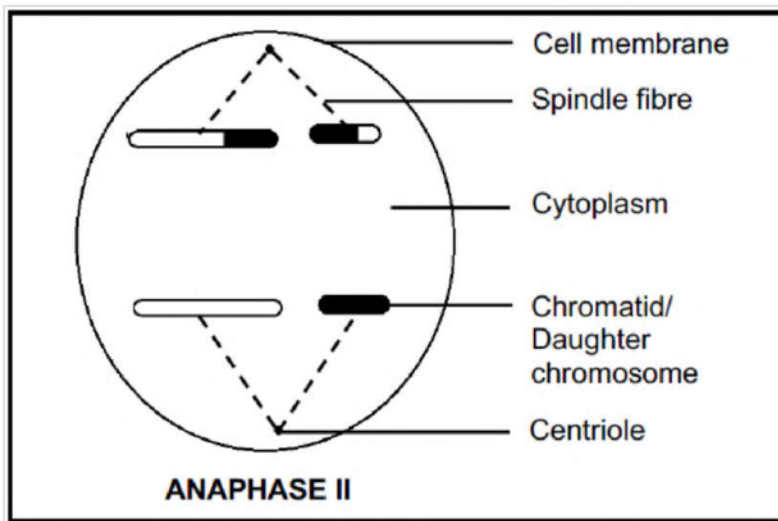 Cell membrane
Spindle fibre
Cytoplasm
Chromatid/
Daughter
chromosome
Centriole
ANAPHASE II